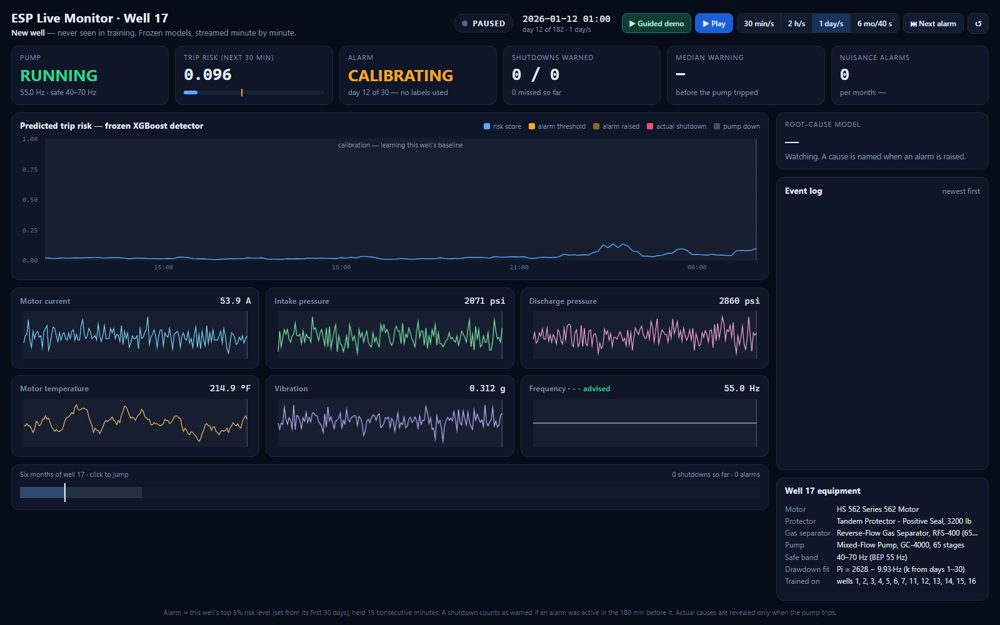 ESP Live Monitor · Well 17
New well — never seen in training. Frozen models, streamed minute by minute.
PAUSED
2026-01-12 01:00
day 12 of 182 · 1 day/s
▶ Guided demo
▶ Play
30 min/s
2 h/s
1 day/s
6 mo/40 s
⏭ Next alarm
↺
PUMP
RUNNING
55.0 Hz · safe 40–70 Hz
TRIP RISK (NEXT 30 MIN)
0.096
ALARM
CALIBRATING
day 12 of 30 — no labels used
SHUTDOWNS WARNED
0 / 0
0 missed so far
MEDIAN WARNING
—
before the pump tripped
NUISANCE ALARMS
0
per month: —
Predicted trip risk — frozen XGBoost detector
risk score
alarm threshold
alarm raised
actual shutdown
pump down
calibration — learning this well's baseline
1.00
0.75
0.50
0.25
0.00
15:00
18:00
21:00
00:00
ROOT-CAUSE MODEL
—
Watching. A cause is named when an alarm is raised.
Event log
newest first
Motor current
53.9 A
Intake pressure
2071 psi
Discharge pressure
2860 psi
Motor temperature
214.9 °F
Vibration
0.312 g
Frequency · - - advised
55.0 Hz
Six months of well 17 · click to jump
0 shutdowns so far · 0 alarms
Well 17 equipment
Motor HS 562 Series 562 Motor
Protector Tandem Protector - Positive Seal, 3200 lb
Gas separator Reverse-Flow Gas Separator, RFS-400 (65...
Pump Mixed-Flow Pump, GC-4000, 65 stages
Safe band 40–70 Hz (BEP 55 Hz)
Drawdown fit Pi = 2628 − 9.93·Hz (k from days 1–30)
Trained on wells 1, 2, 3, 4, 5, 6, 7, 11, 12, 13, 14, 15, 16
Alarm = this well's top 5% risk level (set from its first 30 days), held 15 consecutive minutes. A shutdown counts as warned if an alarm was active in the 180 min before it. Actual causes are revealed only when the pump trips.